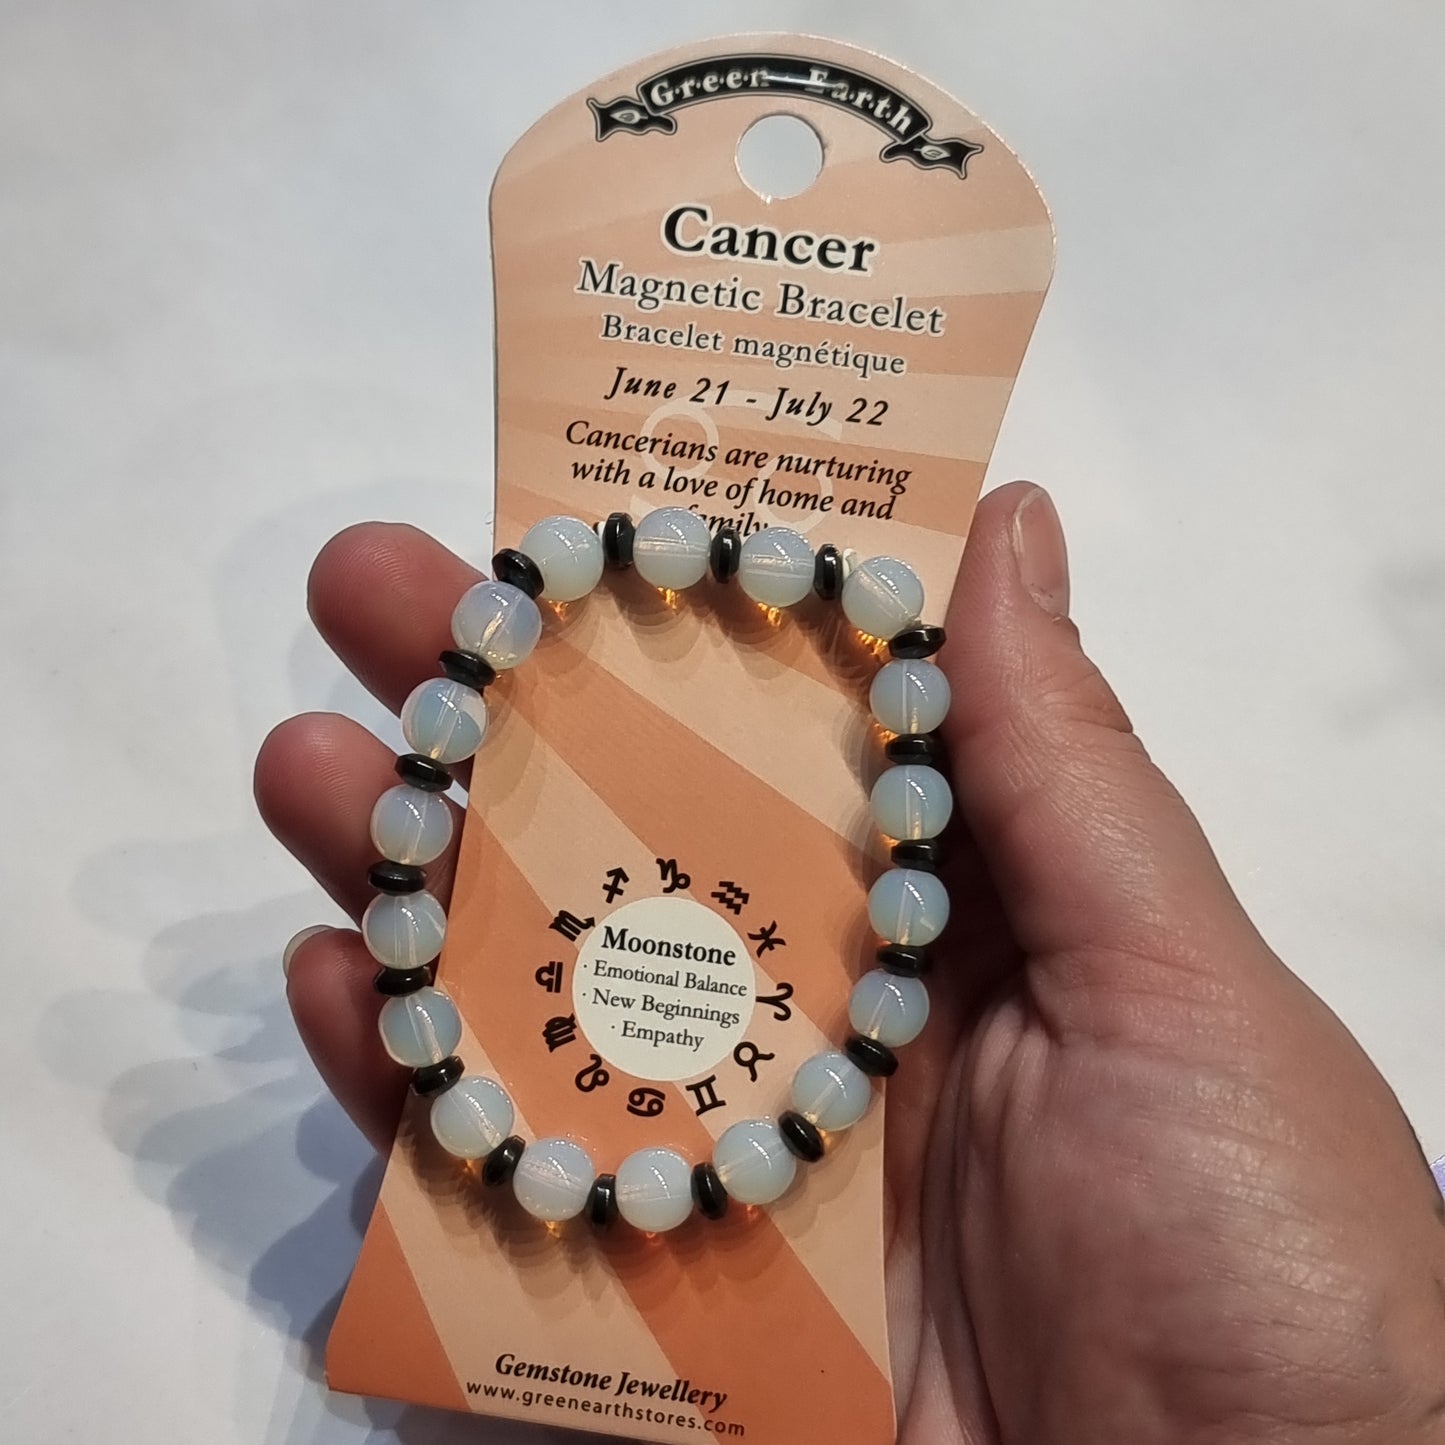 Green Earth
Cancer
Magnetic Bracelet
Bracelet magnétique
June 21 - July 22
Cancerians are nurturing
with a love of home and
family
Moonstone
· Emotional Balance
· New Beginnings
· Empathy
Gemstone Jewellery
www.greenearthstores.com